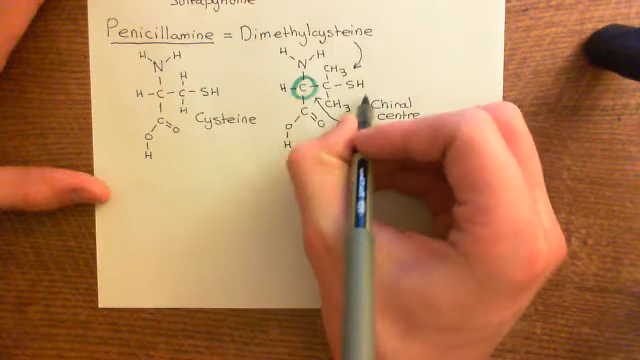 Penicillamine = Dimethylcysteine
H H
N
H
H - C - C - SH
H
C
O O
H
Cysteine
H H
N
CH3
H - C - C - SH
CH3
C
O O
H
Chiral
centre